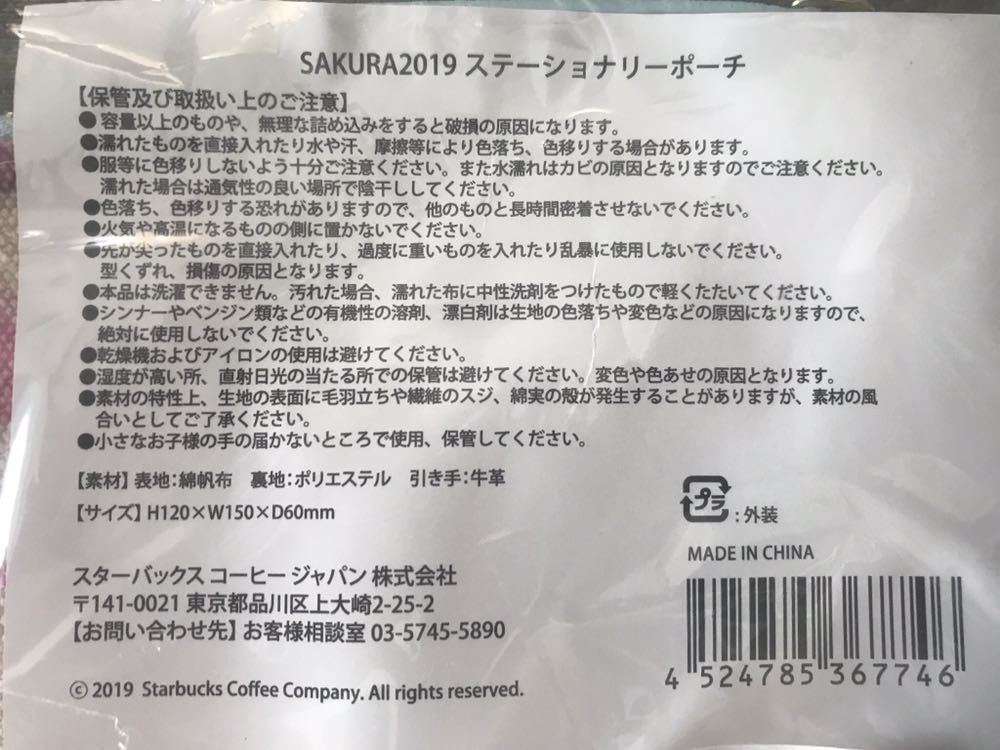 SAKURA2019 ステーショナリーポーチ
【保管及び取扱い上のご注意】
●容量以上のものや、無理な詰め込みをすると破損の原因になります。
●濡れたものを直接入れたり水や汗、摩擦等により色落ち、色移りする場合があります。
●服等に色移りしないよう十分ご注意ください。また水濡れはカビの原因となりますのでご注意ください。
濡れた場合は通気性の良い場所で陰干ししてください。
●色落ち、色移りする恐れがありますので、他のものと長時間密着させないでください。
●火気や高温になるものの側に置かないでください。
●先が尖ったものを直接入れたり、過度に重いものを入れたり乱暴に使用しないでください。
型くずれ、損傷の原因となります。
●本品は洗濯できません。汚れた場合、濡れた布に中性洗剤をつけたもので軽くたたいてください。
●シンナーやベンジン類などの有機性の溶剤、漂白剤は生地の色落ちや変色などの原因になりますので、
絶対に使用しないでください。
●乾燥機およびアイロンの使用は避けてください。
●湿度が高い所、直射日光の当たる所での保管は避けてください。変色や色あせの原因となります。
●素材の特性上、生地の表面に毛羽立ちや繊維のスジ、綿実の殻が発生することがありますが、素材の風
合いとしてご了承ください。
●小さなお子様の手の届かないところで使用、保管してください。
【素材】表地:綿帆布 裏地:ポリエステル 引き手:牛革
【サイズ】H120×W150×D60mm
プラ:外装
MADE IN CHINA
スターバックス コーヒー ジャパン 株式会社
〒141-0021 東京都品川区上大崎2-25-2
【お問い合わせ先】お客様相談室 03-5745-5890
© 2019 Starbucks Coffee Company. All rights reserved.
4 524785 367746